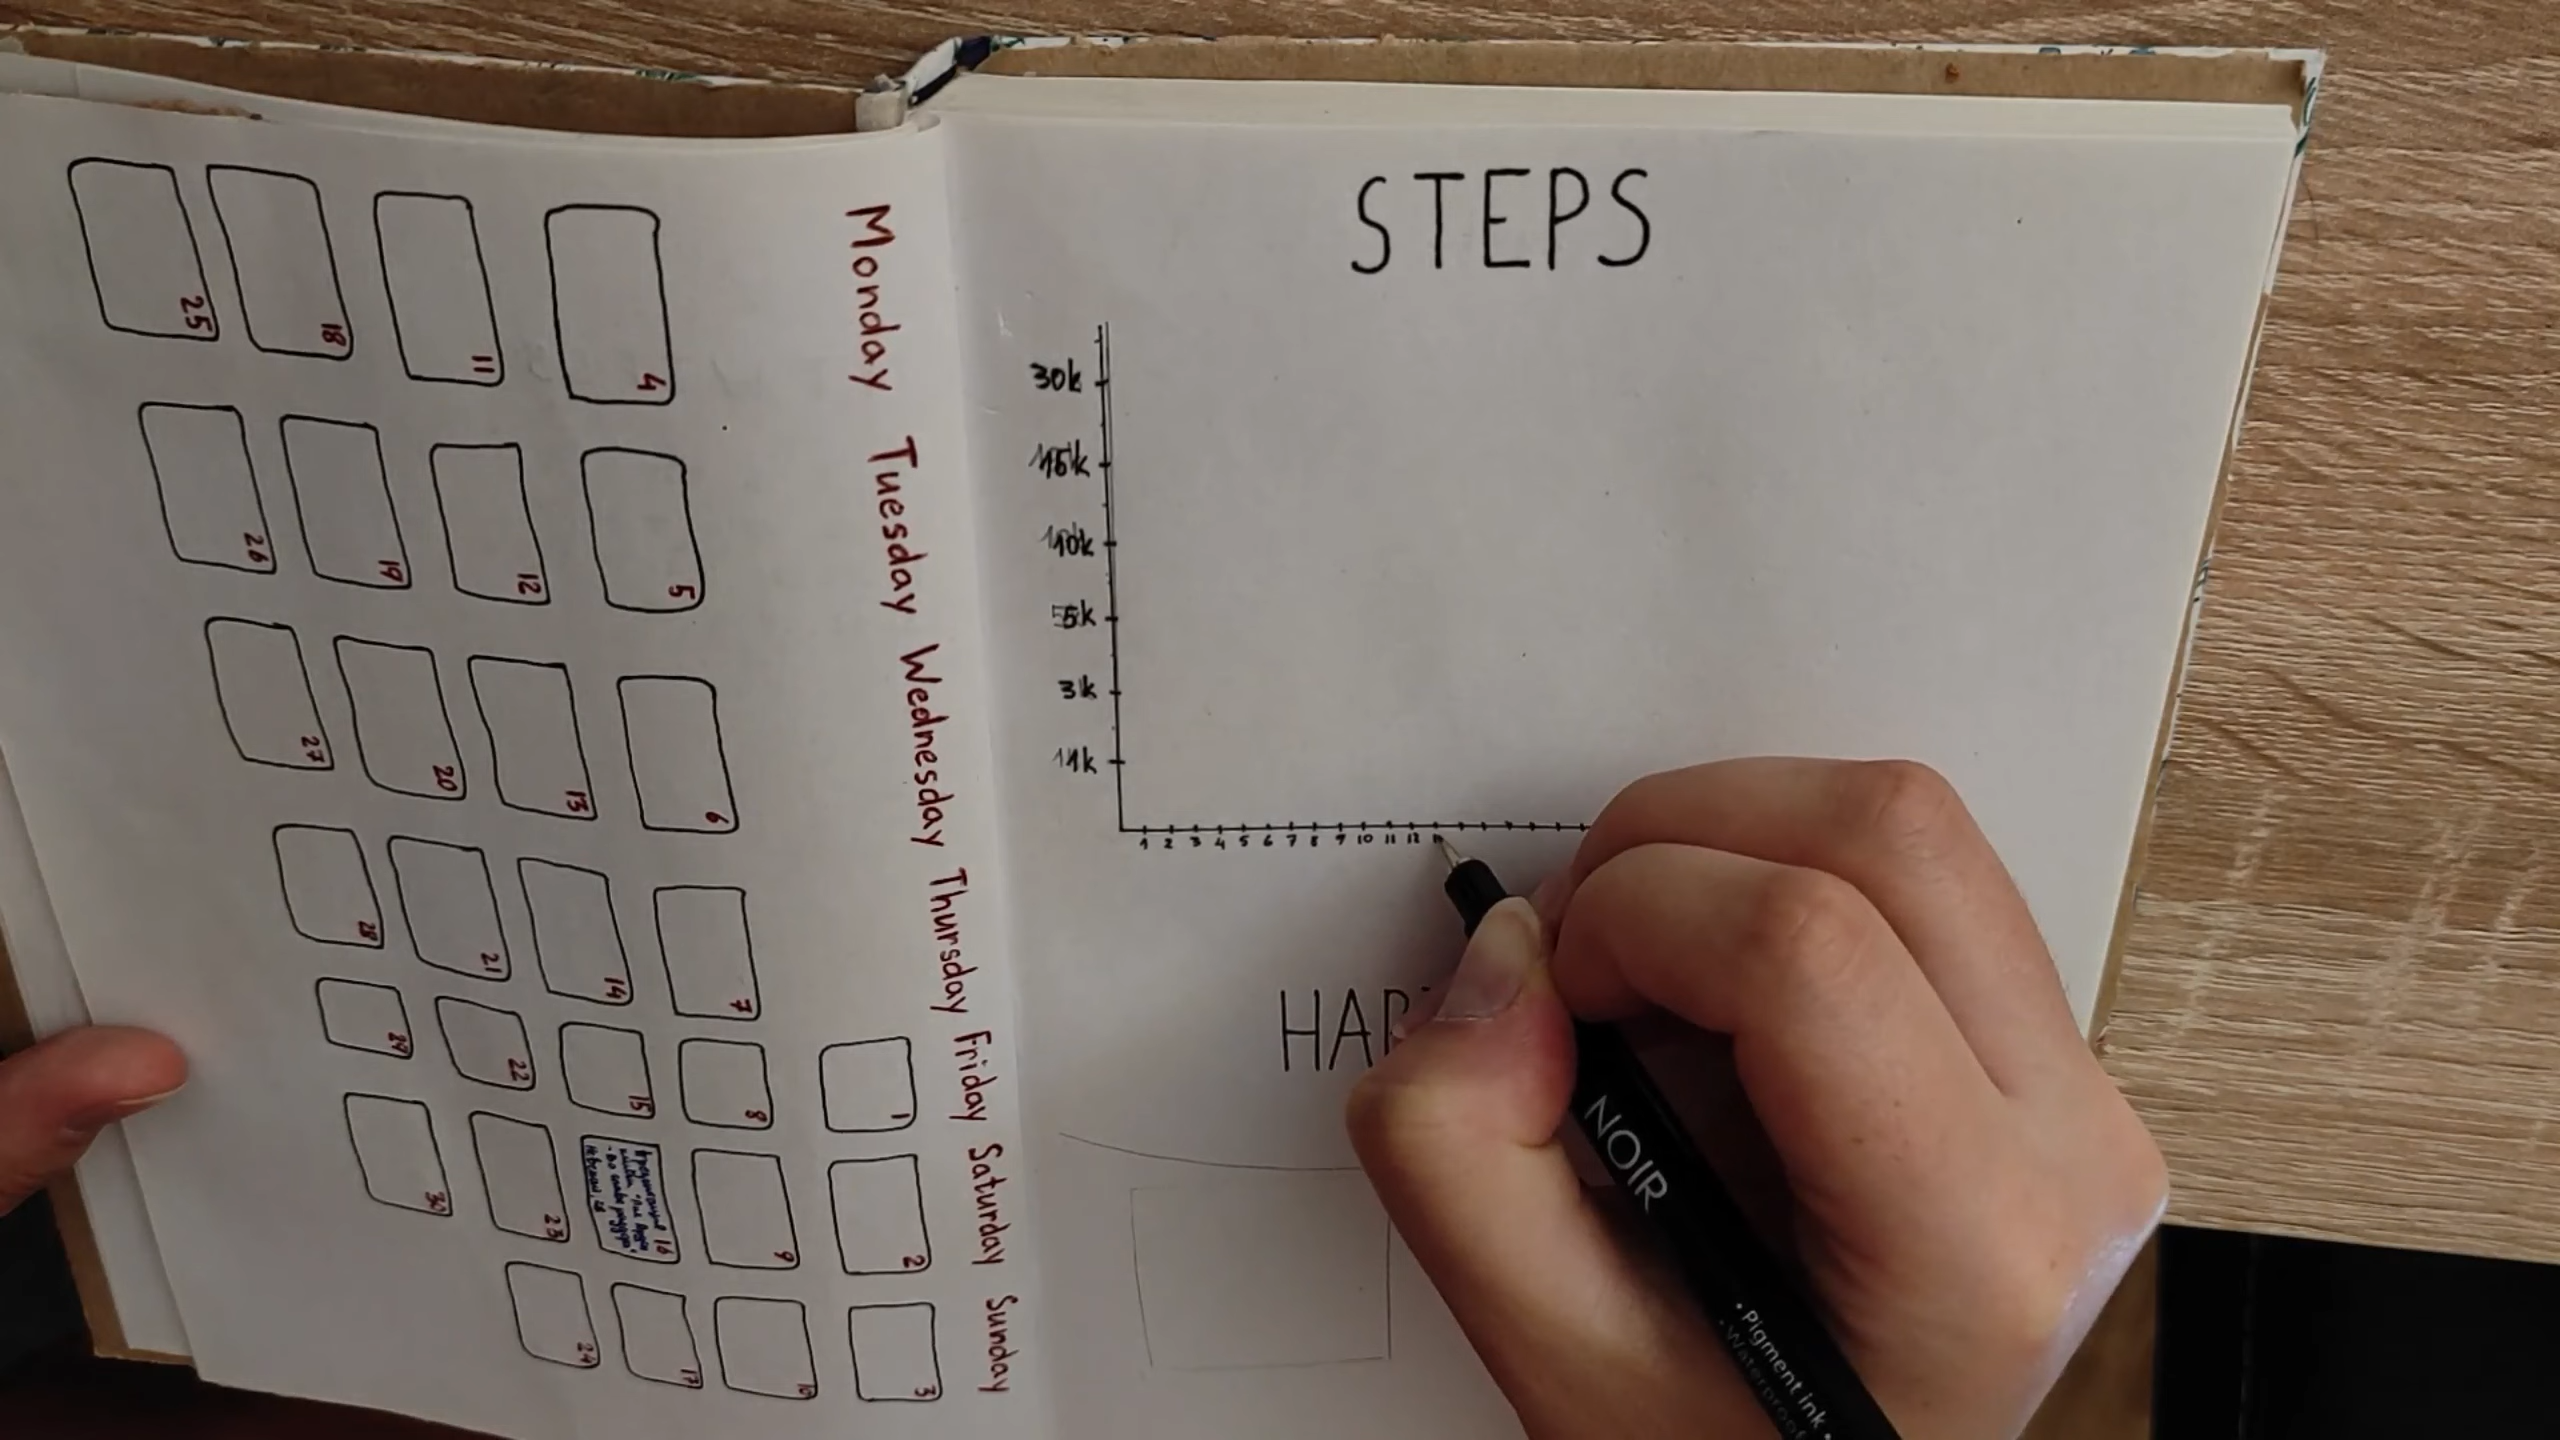 Monday Tuesday Wednesday Thursday Friday Saturday Sunday
1 2 3
4 5 6 7 8 9 10
11 12 13 14 15 16 17
18 19 20 21 22 23 24
25 26 27 28 29 30
STEPS
30k
15k
10k
5k
3k
1k
1 2 3 4 5 6 7 8 9 10 11 12
HAB
NOIR
• Pigment ink •
• Waterproof